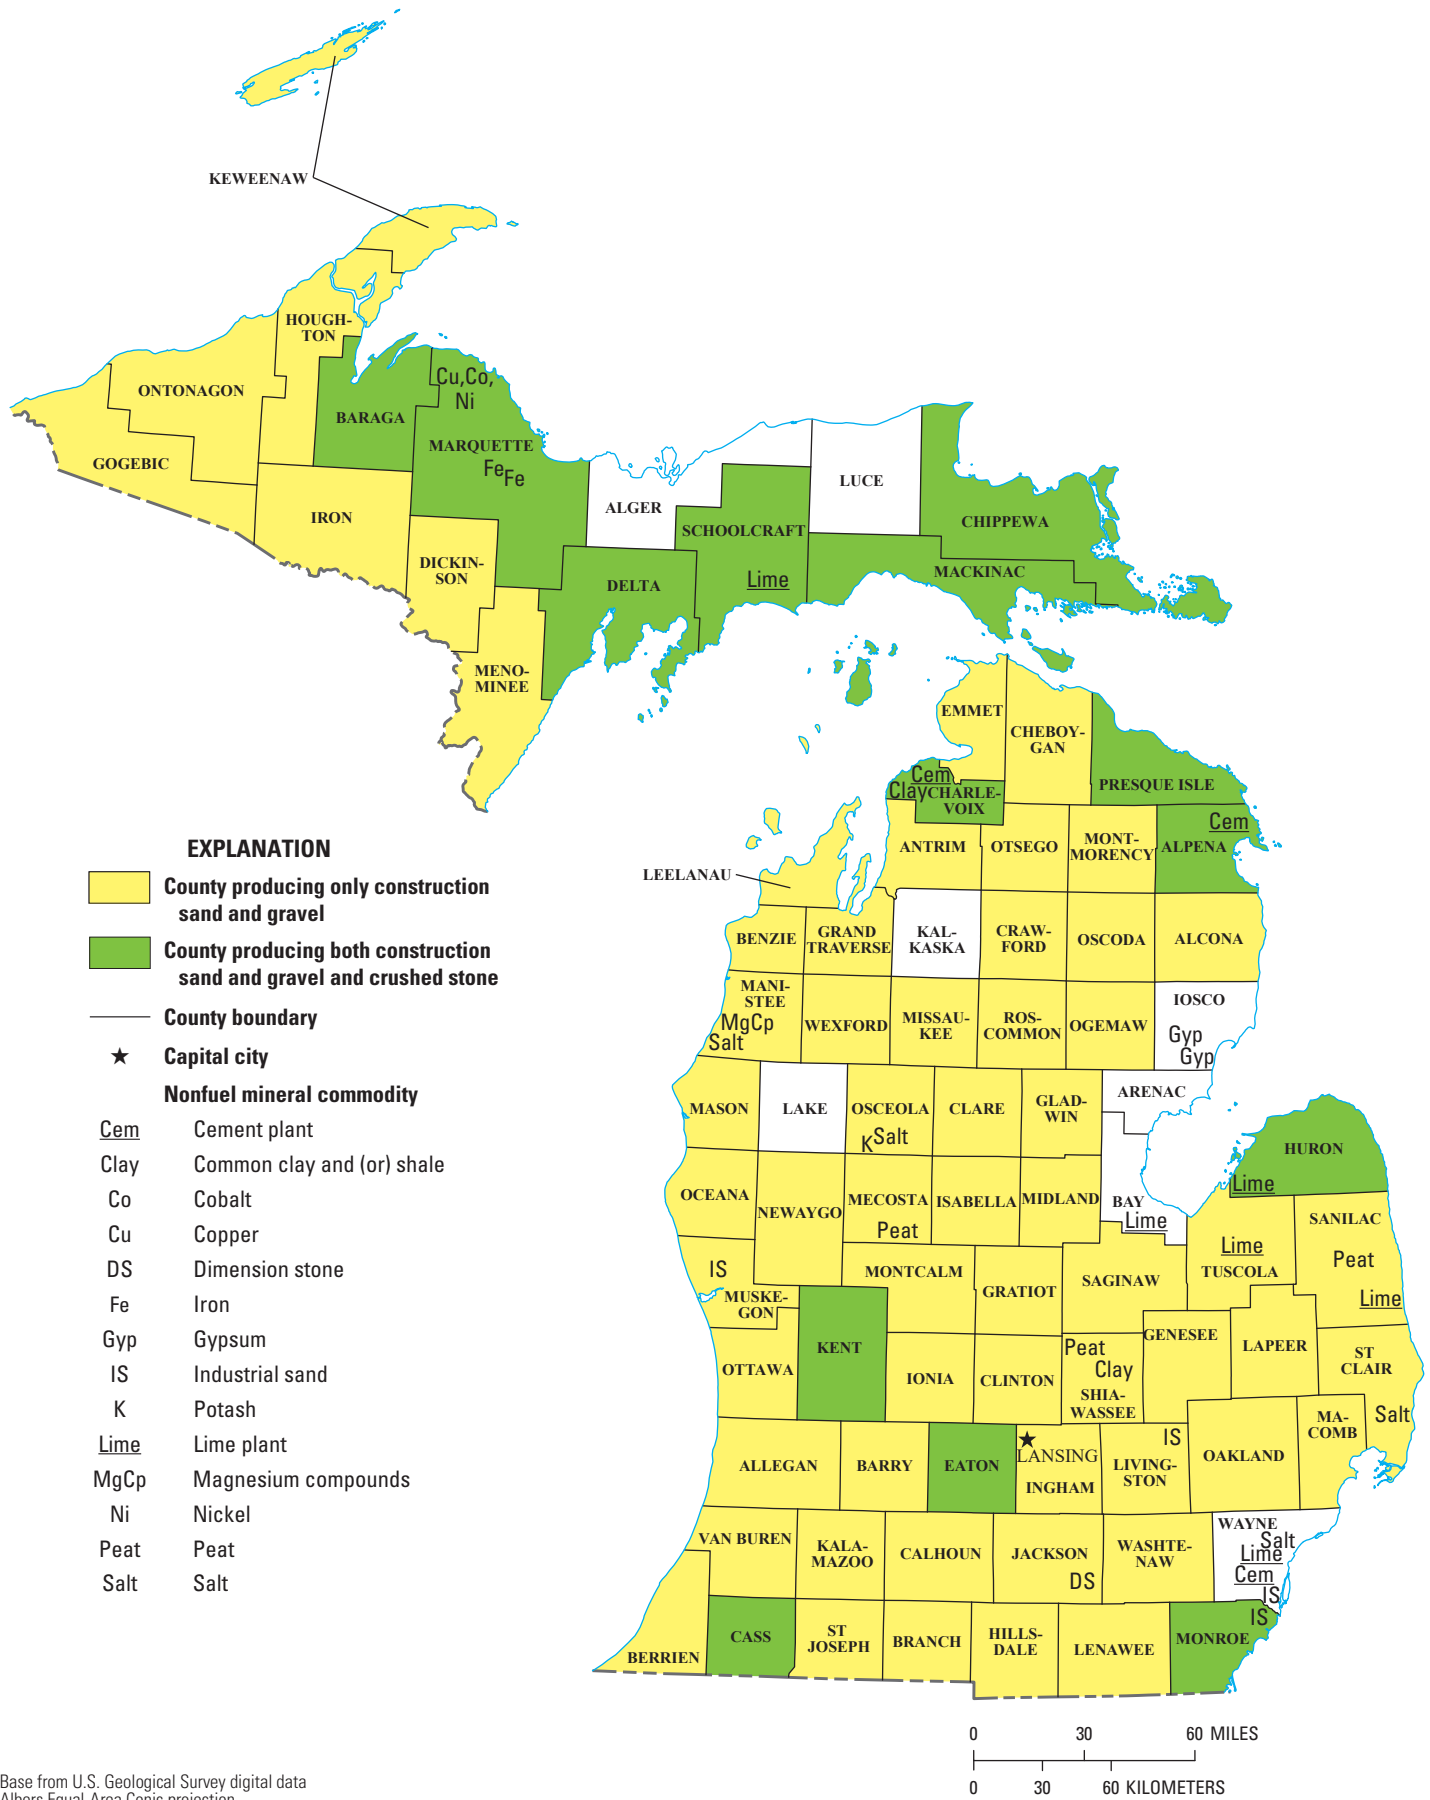 KEWEENAW
HOUGH-
TON
ONTONAGON
Cu,Co,
Ni
BARAGA
MARQUETTE
GOGEBIC
Fe
Fe
LUCE
ALGER
IRON
CHIPPEWA
SCHOOLCRAFT
DICKIN-
SON
MACKINAC
Lime
DELTA
MENO-
MINEE
EMMET
CHEBOY-
GAN
Cem
Clay
CHARLE-
VOIX
PRESQUE ISLE
Cem
ANTRIM
OTSEGO
MONT-
MORENCY
ALPENA
LEELANAU
BENZIE
GRAND
TRAVERSE
KAL-
KASKA
CRAW-
FORD
OSCODA
ALCONA
MANI-
STEE
MgCp
Salt
WEXFORD
MISSAU-
KEE
ROS-
COMMON
OGEMAW
IOSCO
Gyp
Gyp
ARENAC
MASON
LAKE
OSCEOLA
K
Salt
CLARE
GLAD-
WIN
HURON
Lime
OCEANA
NEWAYGO
MECOSTA
Peat
ISABELLA
MIDLAND
BAY
Lime
SANILAC
Peat
Lime
Lime
TUSCOLA
IS
MUSKE-
GON
MONTCALM
GRATIOT
SAGINAW
GENESEE
LAPEER
ST
CLAIR
Salt
KENT
OTTAWA
IONIA
CLINTON
Peat
Clay
SHIA-
WASSEE
MA-
COMB
ALLEGAN
BARRY
EATON
LANSING
INGHAM
IS
LIVING-
STON
OAKLAND
VAN BUREN
KALA-
MAZOO
CALHOUN
JACKSON
DS
WASHTE-
NAW
WAYNE
Salt
Lime
Cem
IS
IS
MONROE
BERRIEN
CASS
ST
JOSEPH
BRANCH
HILLS-
DALE
LENAWEE
EXPLANATION
County producing only construction
sand and gravel
County producing both construction
sand and gravel and crushed stone
County boundary
Capital city
Nonfuel mineral commodity
Cem Cement plant
Clay Common clay and (or) shale
Co Cobalt
Cu Copper
DS Dimension stone
Fe Iron
Gyp Gypsum
IS Industrial sand
K Potash
Lime Lime plant
MgCp Magnesium compounds
Ni Nickel
Peat Peat
Salt Salt
0 30 60 MILES
0 30 60 KILOMETERS
Base from U.S. Geological Survey digital data
Albers Equal-Area Conis projection